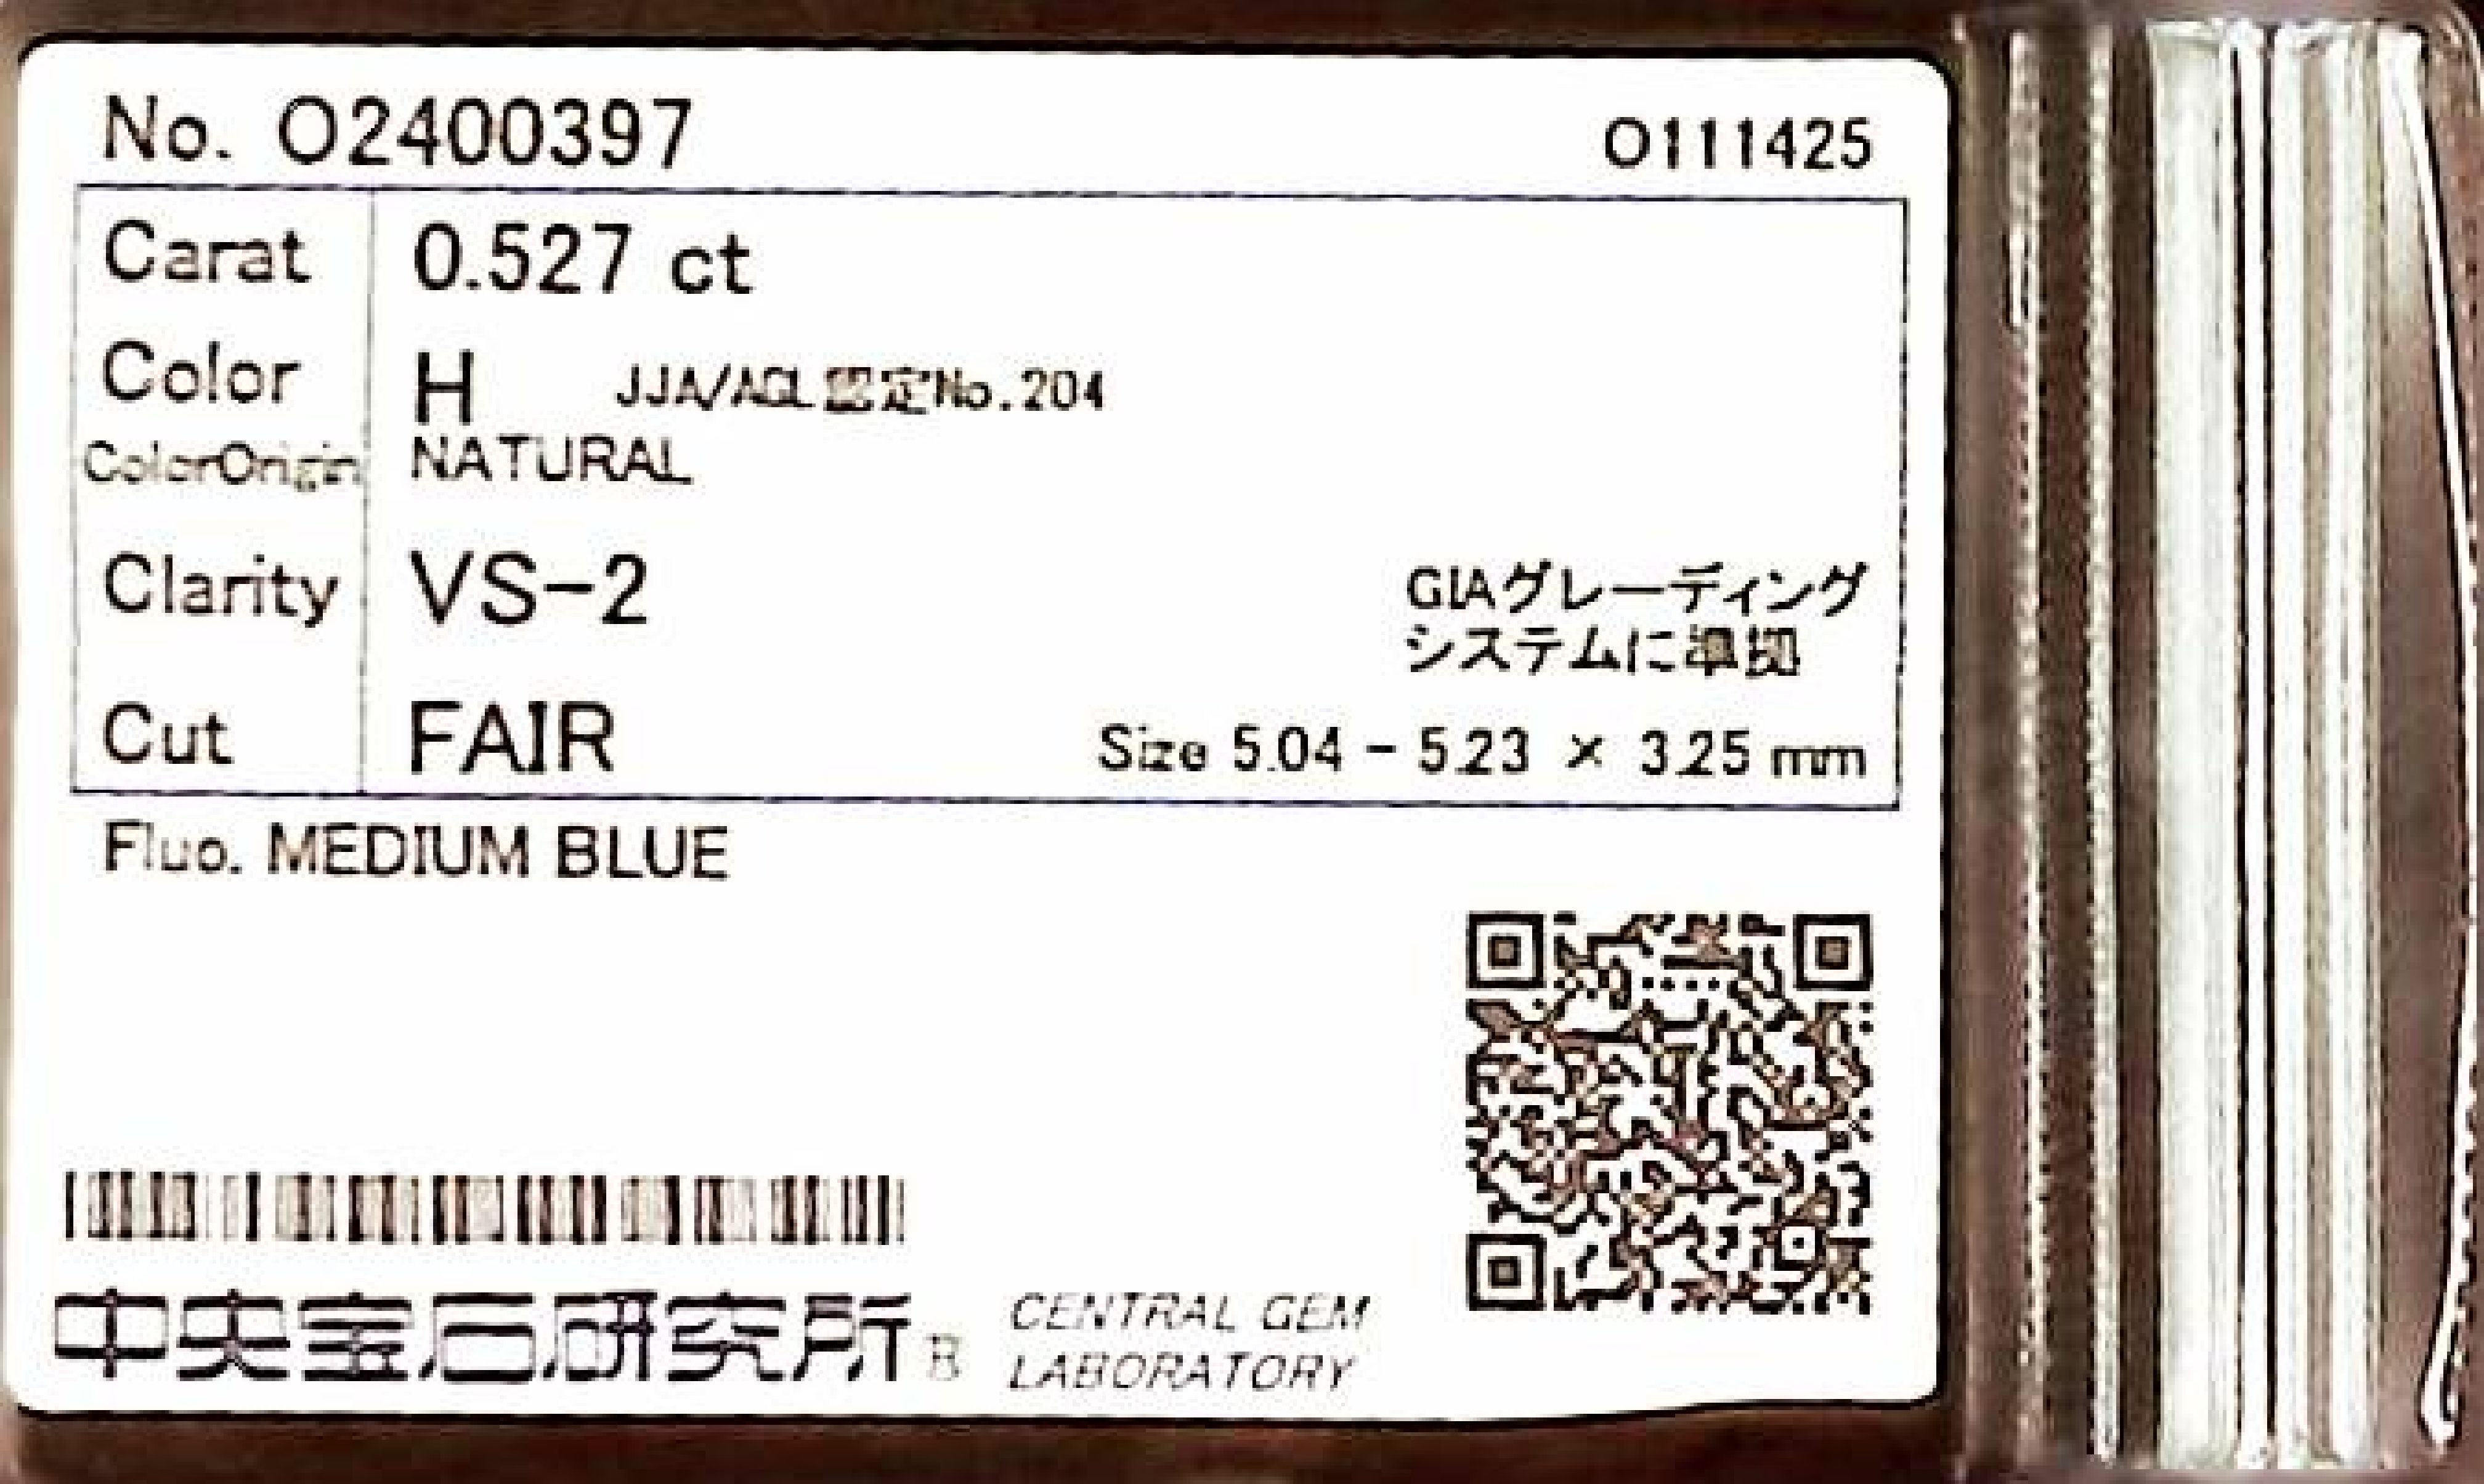 No. O2400397 O111425
Carat 0.527 ct
Color H JJA/AGL認定No.204
ColorOrigin NATURAL
Clarity VS-2
GIAグレーディング
システムに準拠
Cut FAIR Size 5.04 - 5.23 × 3.25 mm
Fluo. MEDIUM BLUE
中央宝石研究所 B
CENTRAL GEM
LABORATORY